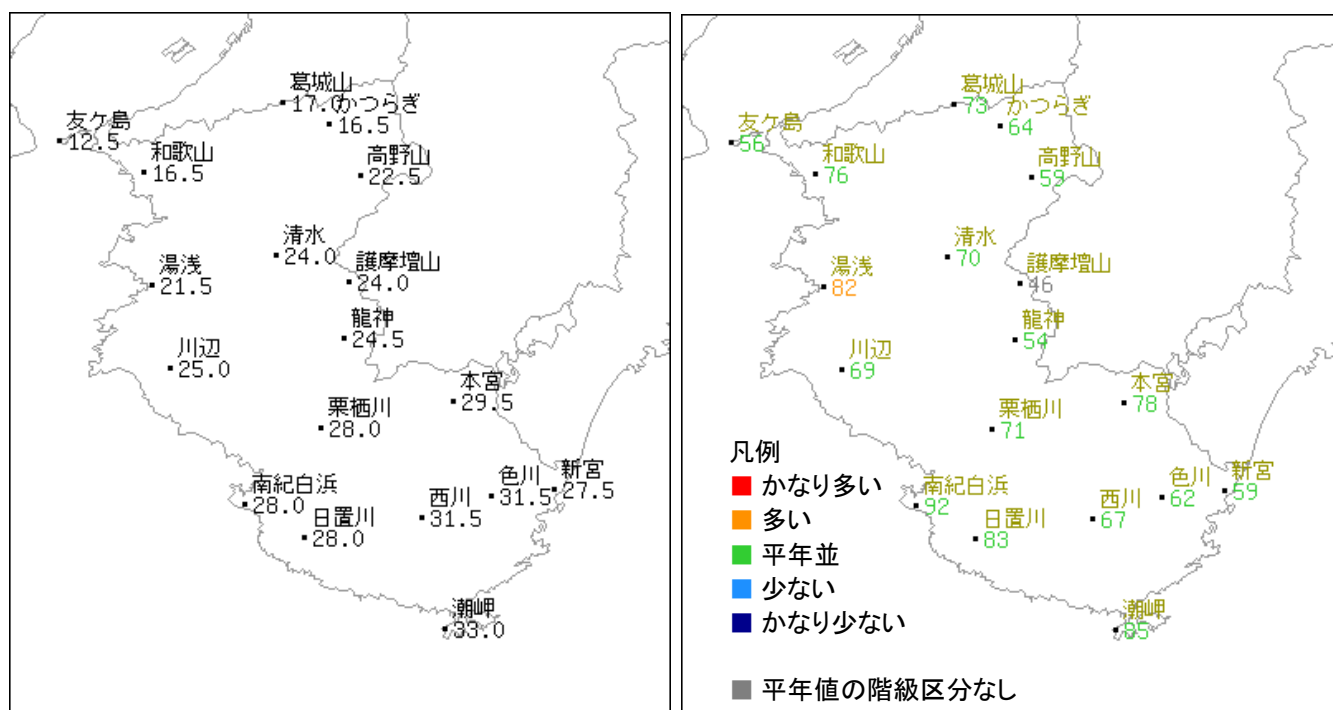 葛城山
17.0
かつらぎ
16.5
友ケ島
12.5
和歌山
16.5
高野山
22.5
清水
24.0
湯浅
21.5
護摩壇山
24.0
龍神
24.5
川辺
25.0
本宮
29.5
栗栖川
28.0
南紀白浜
28.0
日置川
28.0
西川
31.5
色川
31.5
新宮
27.5
潮岬
33.0
葛城山
73
かつらぎ
64
友ケ島
56
和歌山
76
高野山
59
清水
70
湯浅
82
護摩壇山
46
龍神
54
川辺
69
本宮
78
栗栖川
71
南紀白浜
92
日置川
83
西川
67
色川
62
新宮
59
潮岬
凡例
かなり多い
多い
平年並
少ない
かなり少ない
平年値の階級区分なし